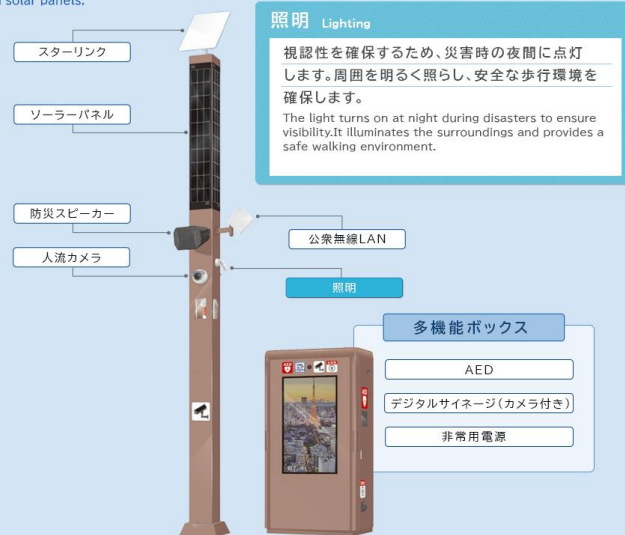 solar panels.
照明 Lighting
視認性を確保するため、災害時の夜間に点灯
します。周囲を明るく照らし、安全な歩行環境を
確保します。
The light turns on at night during disasters to ensure
visibility.It illuminates the surroundings and provides a
safe walking environment.
スターリンク
ソーラーパネル
防災スピーカー
人流カメラ
公衆無線LAN
照明
多機能ボックス
AED
デジタルサイネージ(カメラ付き)
非常用電源
AED